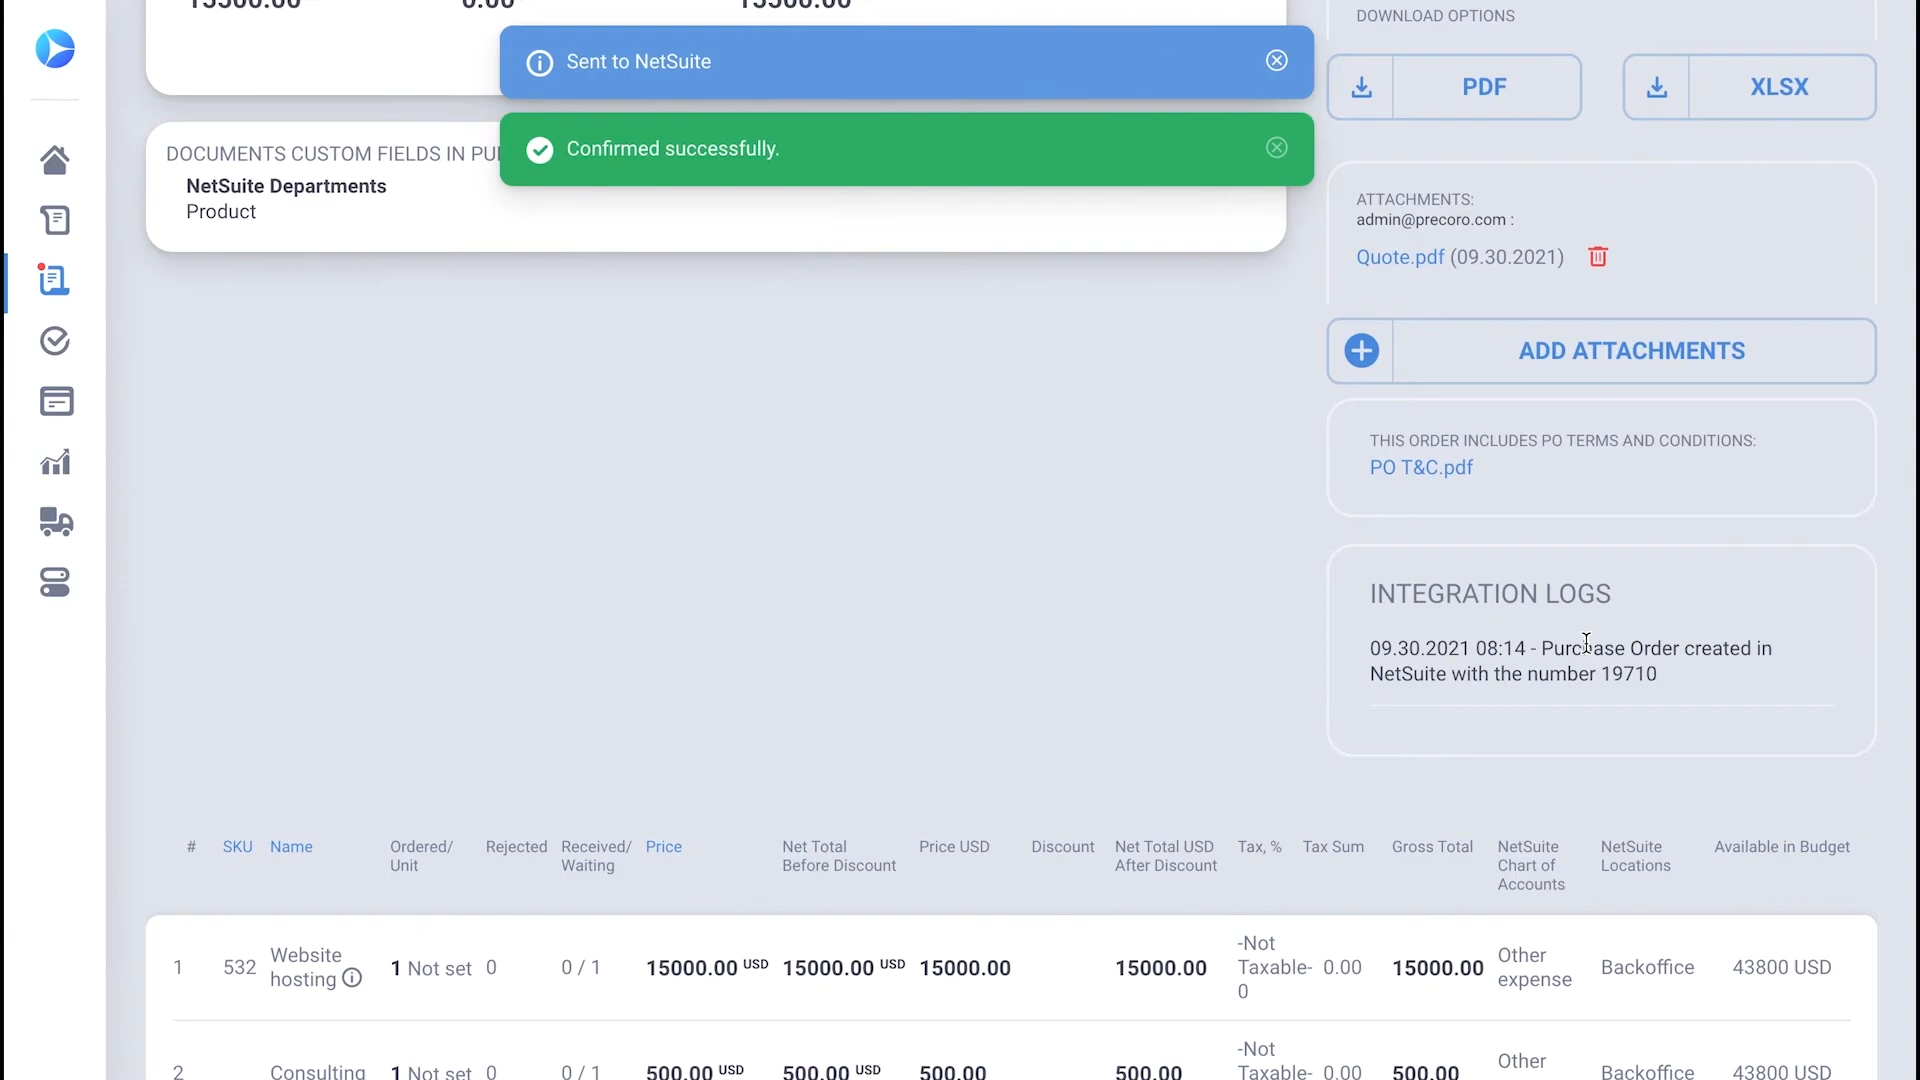 DOWNLOAD OPTIONS
Sent to NetSuite
PDF
XLSX
Confirmed successfully.
DOCUMENTS CUSTOM FIELDS IN
NetSuite Departments
Product
ATTACHMENTS:
admin@precoro.com :
Quote.pdf (09.30.2021)
ADD ATTACHMENTS
THIS ORDER INCLUDES PO TERMS AND CONDITIONS:
PO T&C.pdf
INTEGRATION LOGS
09.30.2021 08:14 - Purchase Order created in
NetSuite with the number 19710
# SKU Name Ordered/ Rejected Received/ Price Net Total Price USD Discount Net Total USD Tax, % Tax Sum Gross Total NetSuite NetSuite Available in Budget
Unit Waiting Before Discount After Discount Chart of Locations
Accounts
-Not
Website Other
1 532 1 Not set 0 0 / 1 15000.00 USD 15000.00 USD 15000.00 15000.00 Taxable- 0.00 15000.00 Backoffice 43800 USD
hosting expense
0
-Not
Other
2 Consulting 1 Not set 0 0 / 1 500.00 USD 500.00 USD 500.00 500.00 Taxable- 0.00 500.00 Backoffice 43800 USD